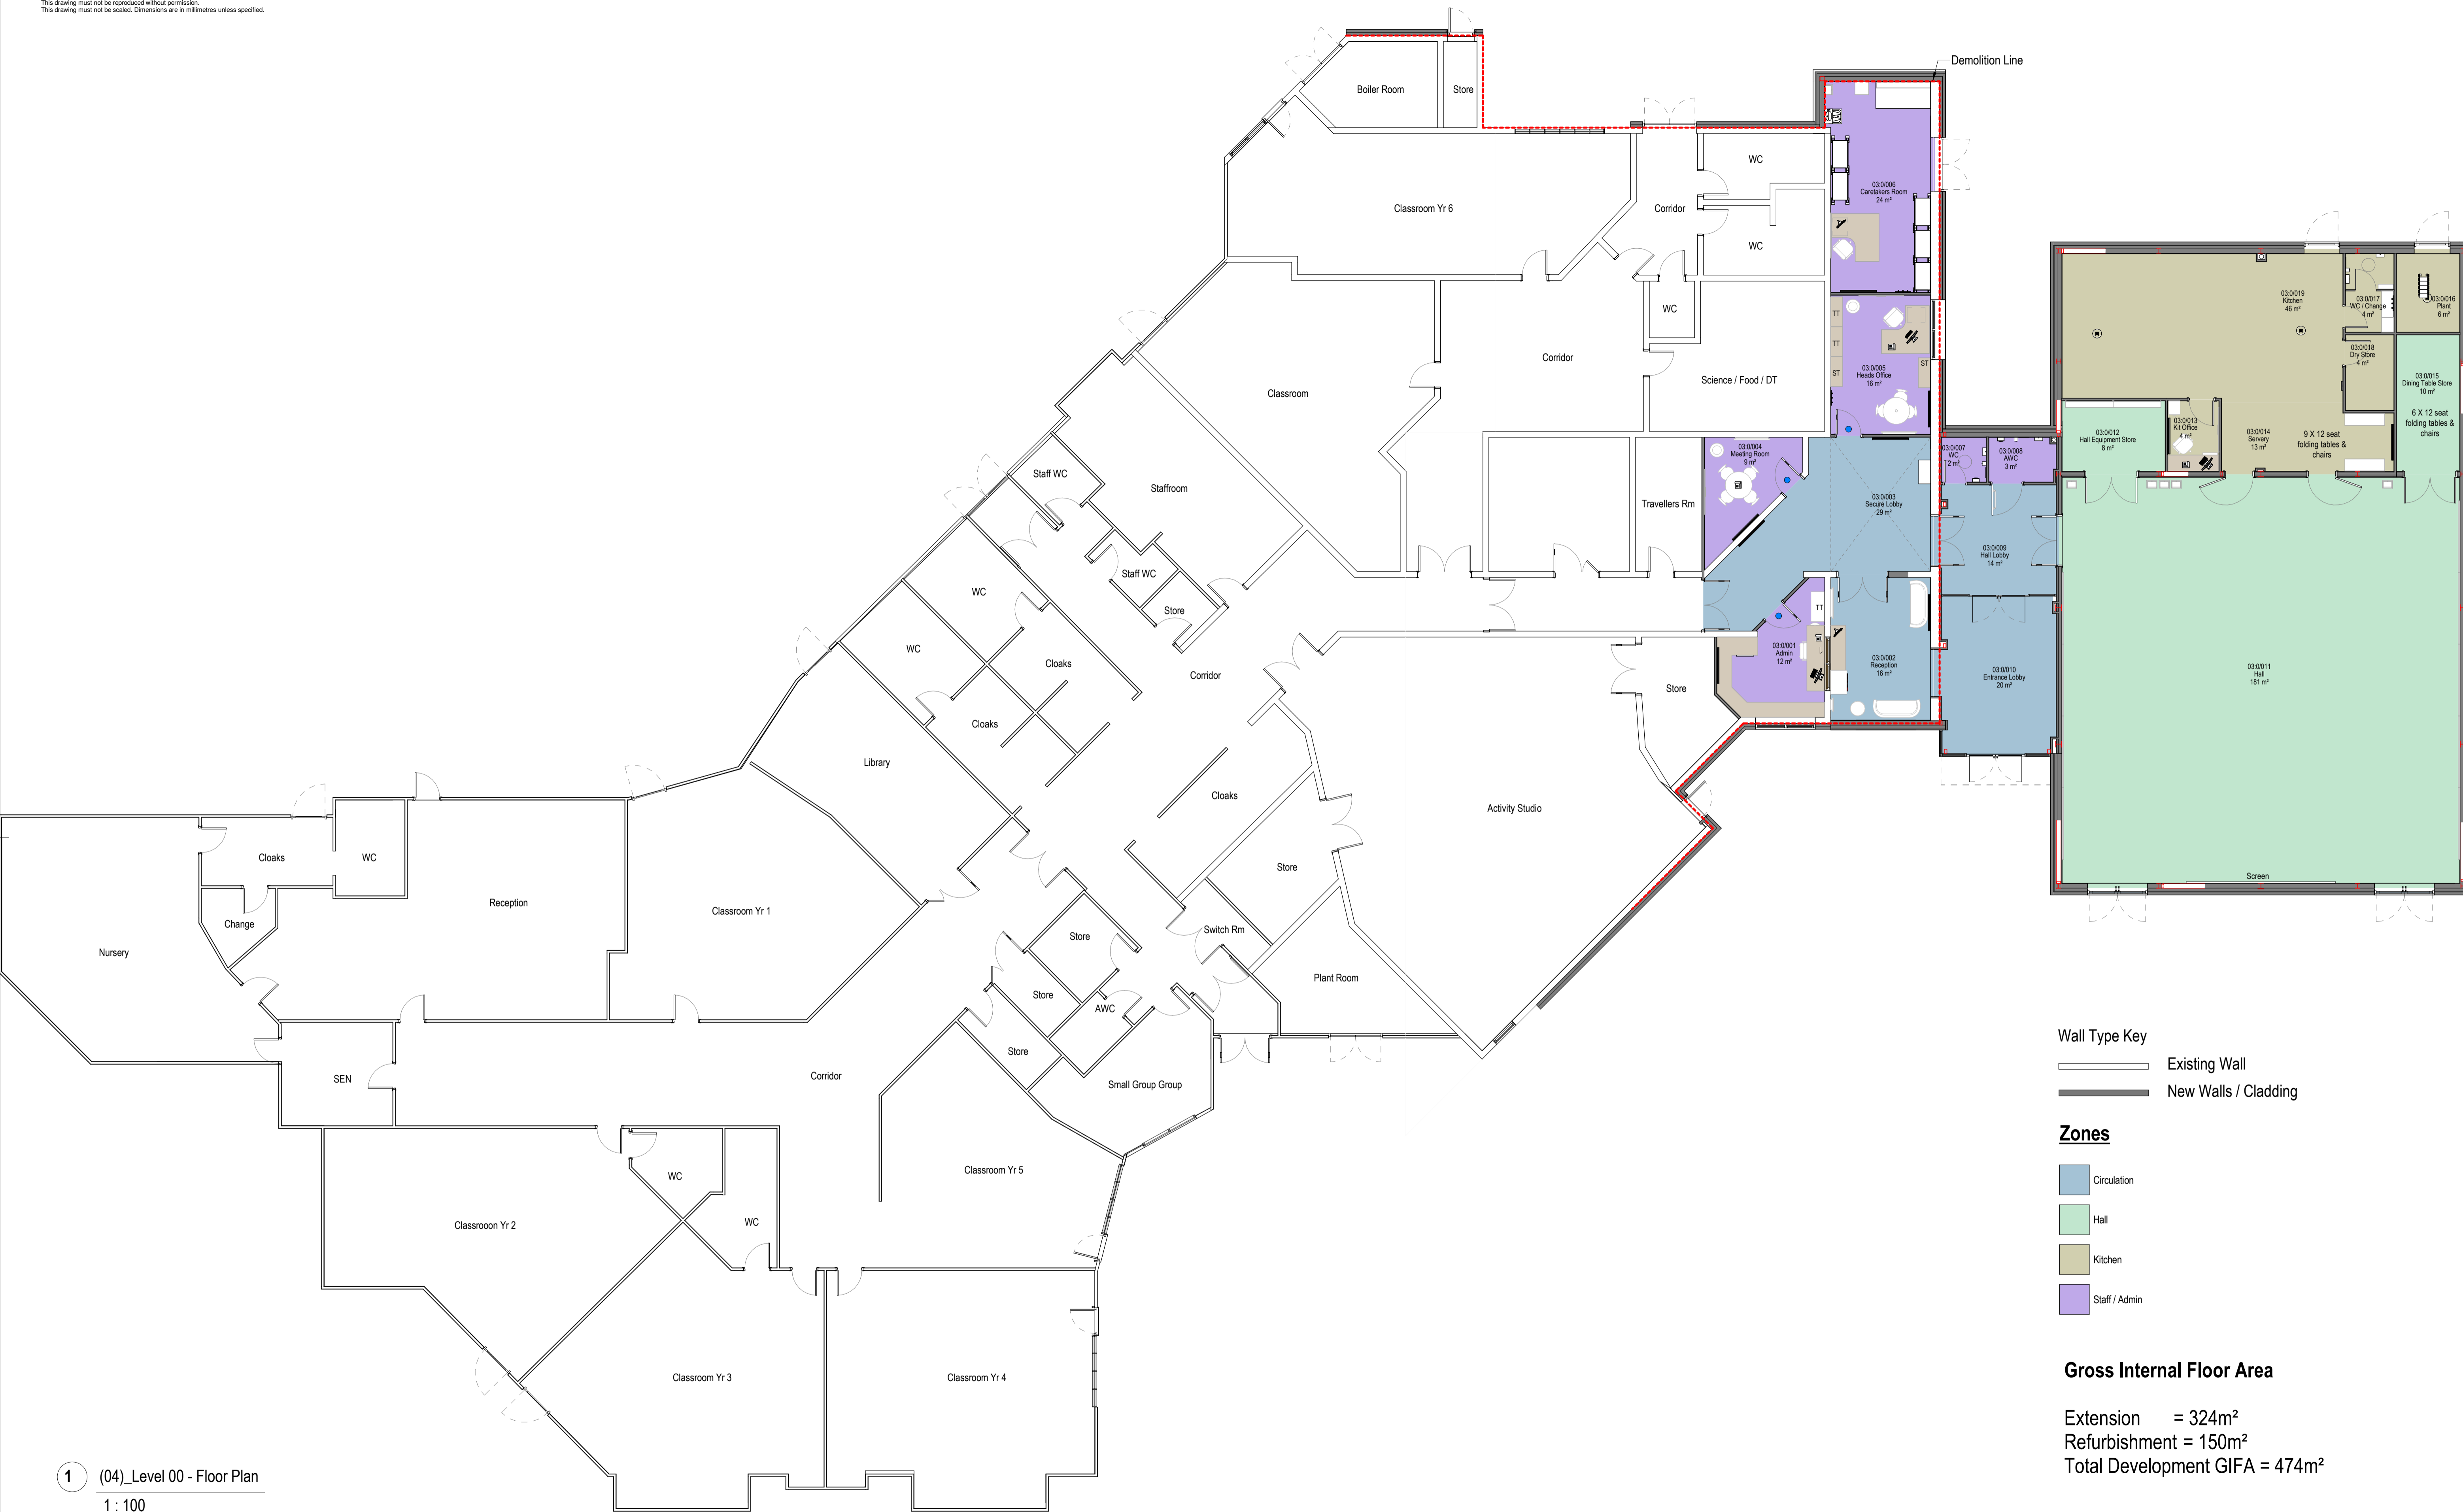 This drawing must not be reproduced without permission.
This drawing must not be scaled. Dimensions are in millimetres unless specified.
Demolition Line
Boiler Room
Store
WC
Classroom Yr 6
Corridor
WC
03:0/006
Caretakers Room
24 m²
WC
Classroom
Corridor
Science / Food / DT
TT
TT
ST
ST
03:0/005
Heads Office
16 m²
03:0/019
Kitchen
46 m²
03:0/017
WC / Change
4 m²
03:0/016
Plant
6 m²
03:0/018
Dry Store
4 m²
03:0/015
Dining Table Store
10 m²
6 X 12 seat
folding tables &
chairs
03:0/012
Hall Equipment Store
8 m²
03:0/013
Kit Office
4 m²
03:0/014
Servery
13 m²
9 X 12 seat
folding tables &
chairs
03:0/004
Meeting Room
9 m²
03:0/007
WC
2 m²
03:0/008
AWC
3 m²
Staff WC
Staffroom
Travellers Rm
03:0/003
Secure Lobby
29 m²
03:0/009
Hall Lobby
14 m²
Staff WC
WC
Store
TT
WC
Cloaks
Corridor
03:0/001
Admin
12 m²
03:0/002
Reception
16 m²
03:0/010
Entrance Lobby
20 m²
03:0/011
Hall
181 m²
Store
Cloaks
Library
Cloaks
Activity Studio
Cloaks
WC
Store
Screen
Reception
Classroom Yr 1
Change
Nursery
Store
Switch Rm
Plant Room
Store
AWC
Store
SEN
Corridor
Small Group Group
Classroom Yr 5
WC
WC
Classrooon Yr 2
Classroom Yr 3
Classroom Yr 4
Wall Type Key
Existing Wall
New Walls / Cladding
Zones
Circulation
Hall
Kitchen
Staff / Admin
Gross Internal Floor Area
Extension = 324m²
Refurbishment = 150m²
Total Development GIFA = 474m²
1 (04)_Level 00 - Floor Plan
1 : 100